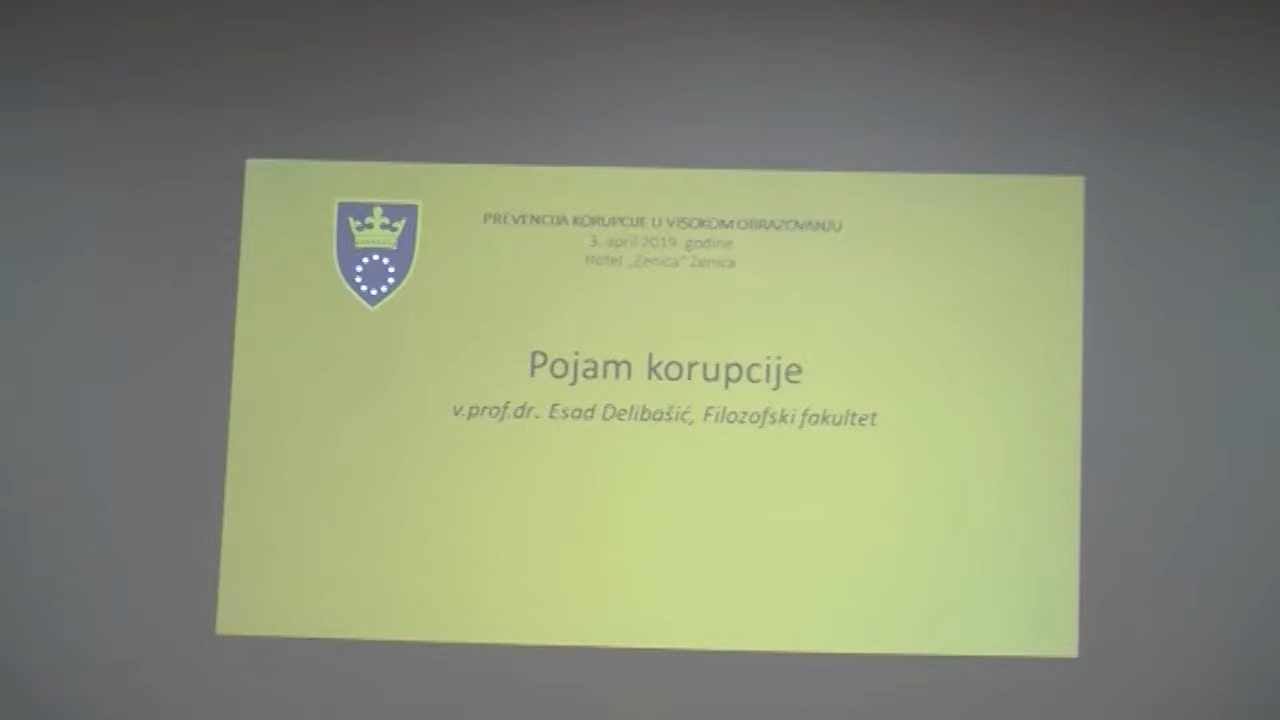 PREVENCIJA KORUPCIJE U VISOKOM OBRAZOVANJU
3. april 2019. godine
Hotel „Zenica“ Zenica
Pojam korupcije
v.prof.dr. Esad Delibašić, Filozofski fakultet